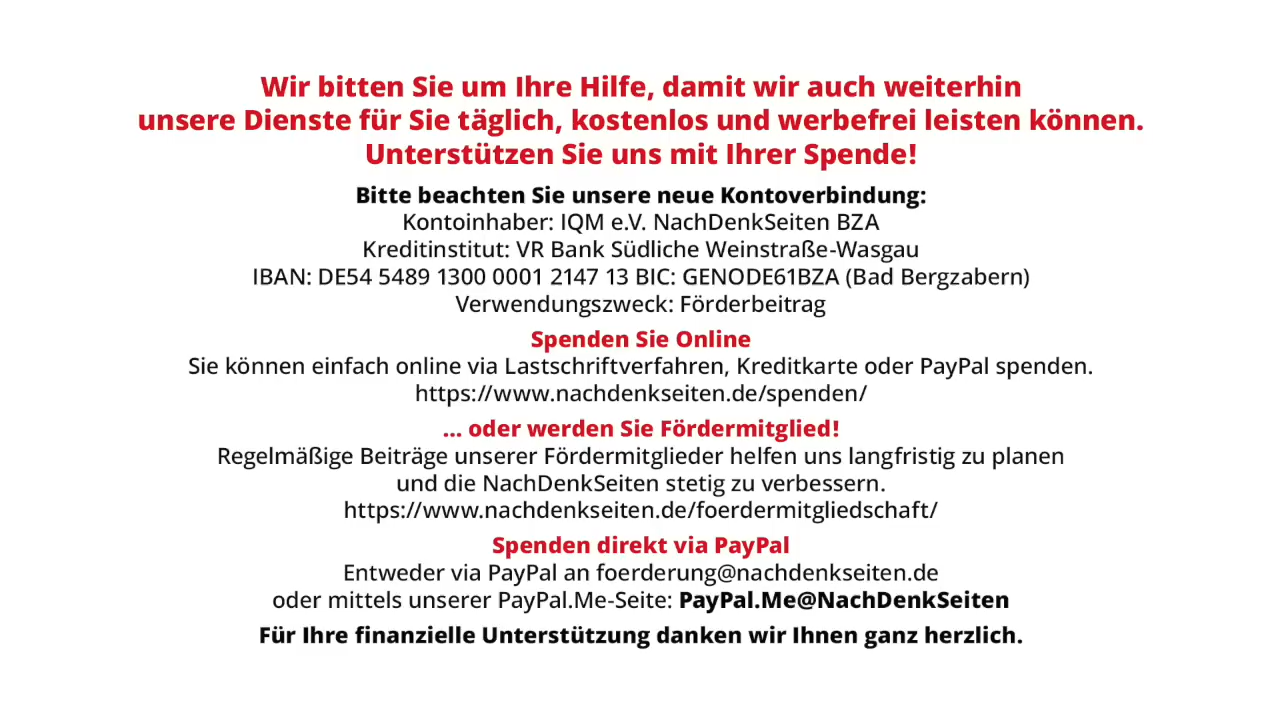 Wir bitten Sie um Ihre Hilfe, damit wir auch weiterhin
unsere Dienste für Sie täglich, kostenlos und werbefrei leisten können.
Unterstützen Sie uns mit Ihrer Spende!
Bitte beachten Sie unsere neue Kontoverbindung:
Kontoinhaber: IQM e.V. NachDenkSeiten BZA
Kreditinstitut: VR Bank Südliche Weinstraße-Wasgau
IBAN: DE54 5489 1300 0001 2147 13 BIC: GENODE61BZA (Bad Bergzabern)
Verwendungszweck: Förderbeitrag
Spenden Sie Online
Sie können einfach online via Lastschriftverfahren, Kreditkarte oder PayPal spenden.
https://www.nachdenkseiten.de/spenden/
... oder werden Sie Fördermitglied!
Regelmäßige Beiträge unserer Fördermitglieder helfen uns langfristig zu planen
und die NachDenkSeiten stetig zu verbessern.
https://www.nachdenkseiten.de/foerdermitgliedschaft/
Spenden direkt via PayPal
Entweder via PayPal an foerderung@nachdenkseiten.de
oder mittels unserer PayPal.Me-Seite: PayPal.Me@NachDenkSeiten
Für Ihre finanzielle Unterstützung danken wir Ihnen ganz herzlich.